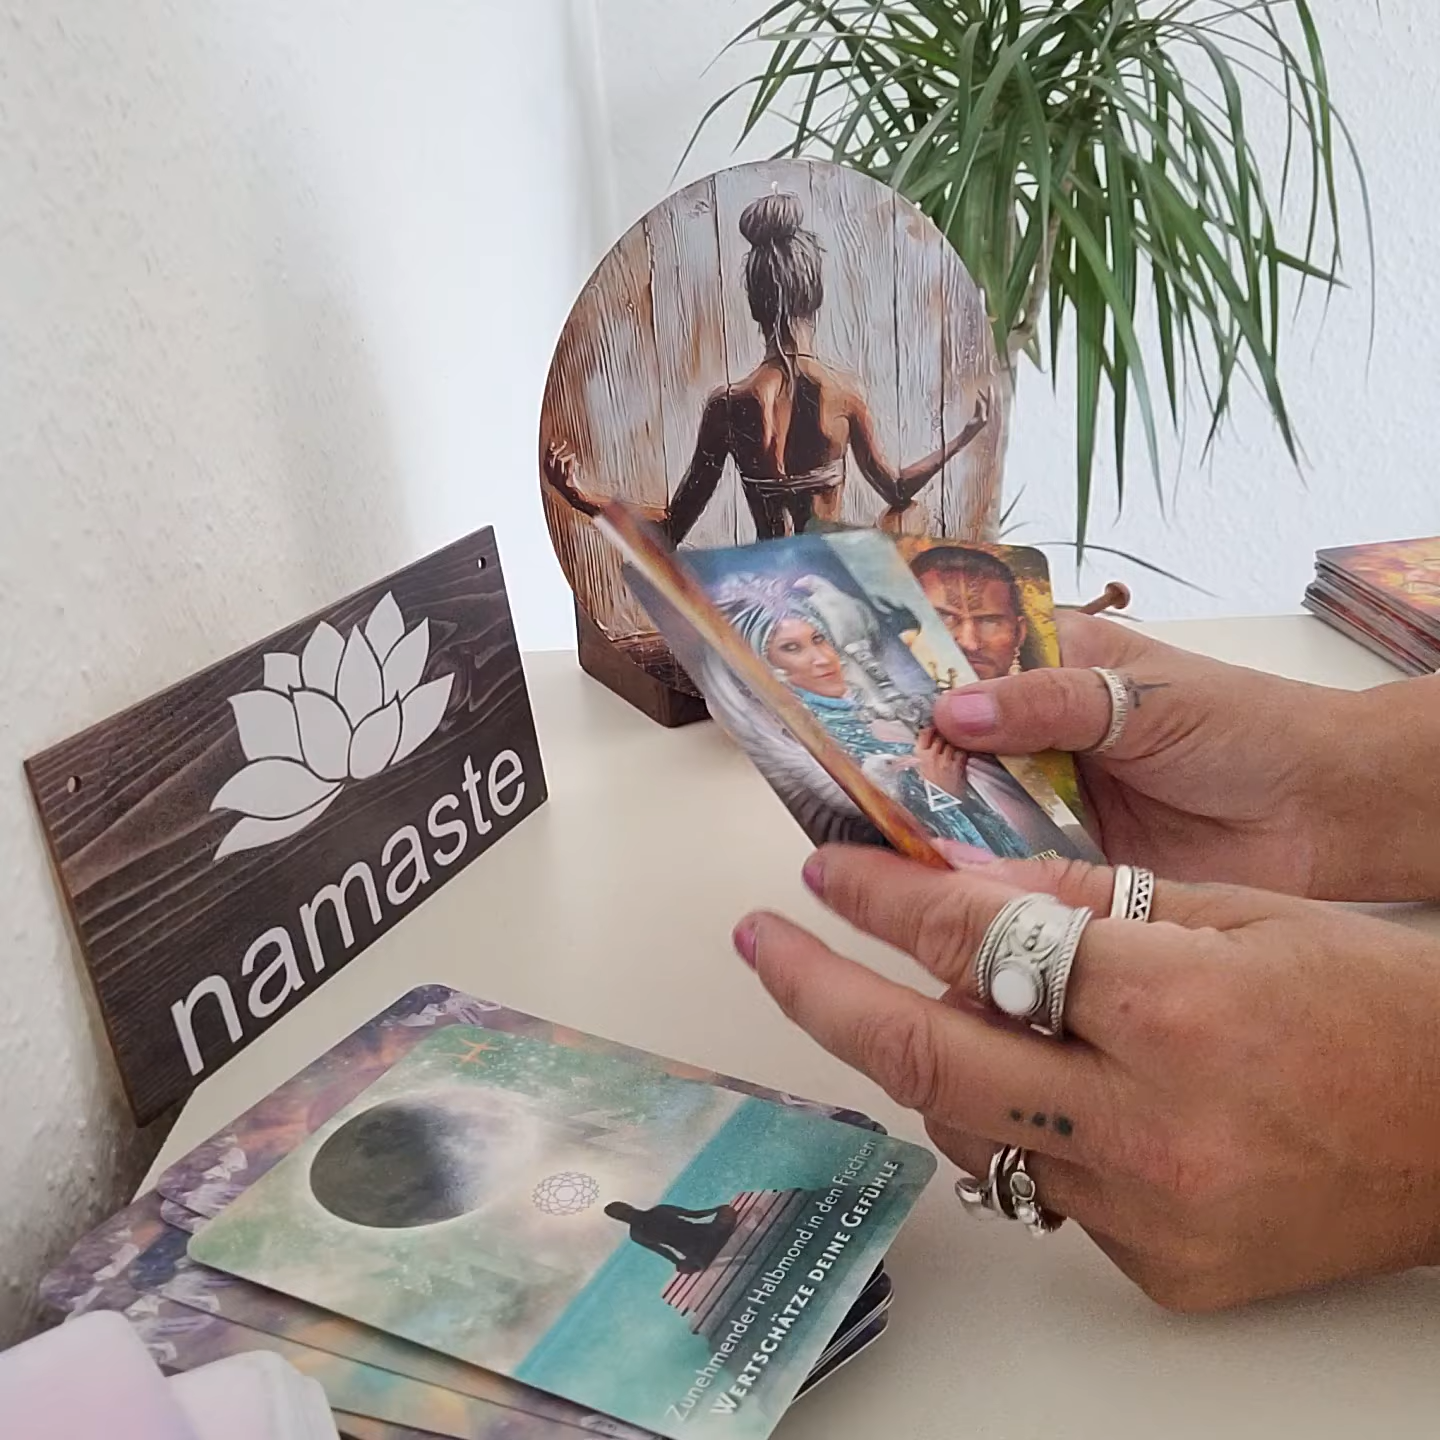 namaste
Zunehmender Halbmond in den Fischen
WERTSCHÄTZE DEINE GEFÜHLE